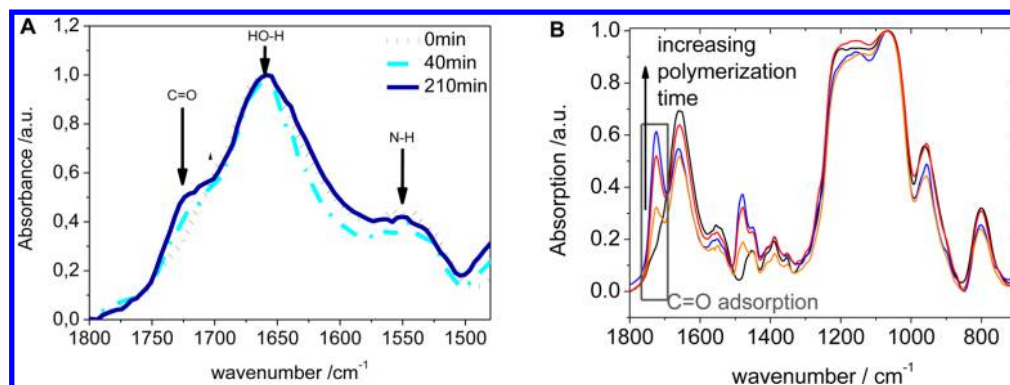 A
Absorbance /a.u.
1,2
1,0
0,8
0,6
0,4
0,2
0,0
C=O
HO-H
N-H
0min
40min
210min
1800 1750 1700 1650 1600 1550 1500
wavenumber /cm-1
B
Absorption /a.u.
1.0
0.8
0.6
0.4
0.2
0.0
increasing
polymerization
time
C=O adsorption
1800 1600 1400 1200 1000 800
wavenumber / cm-1